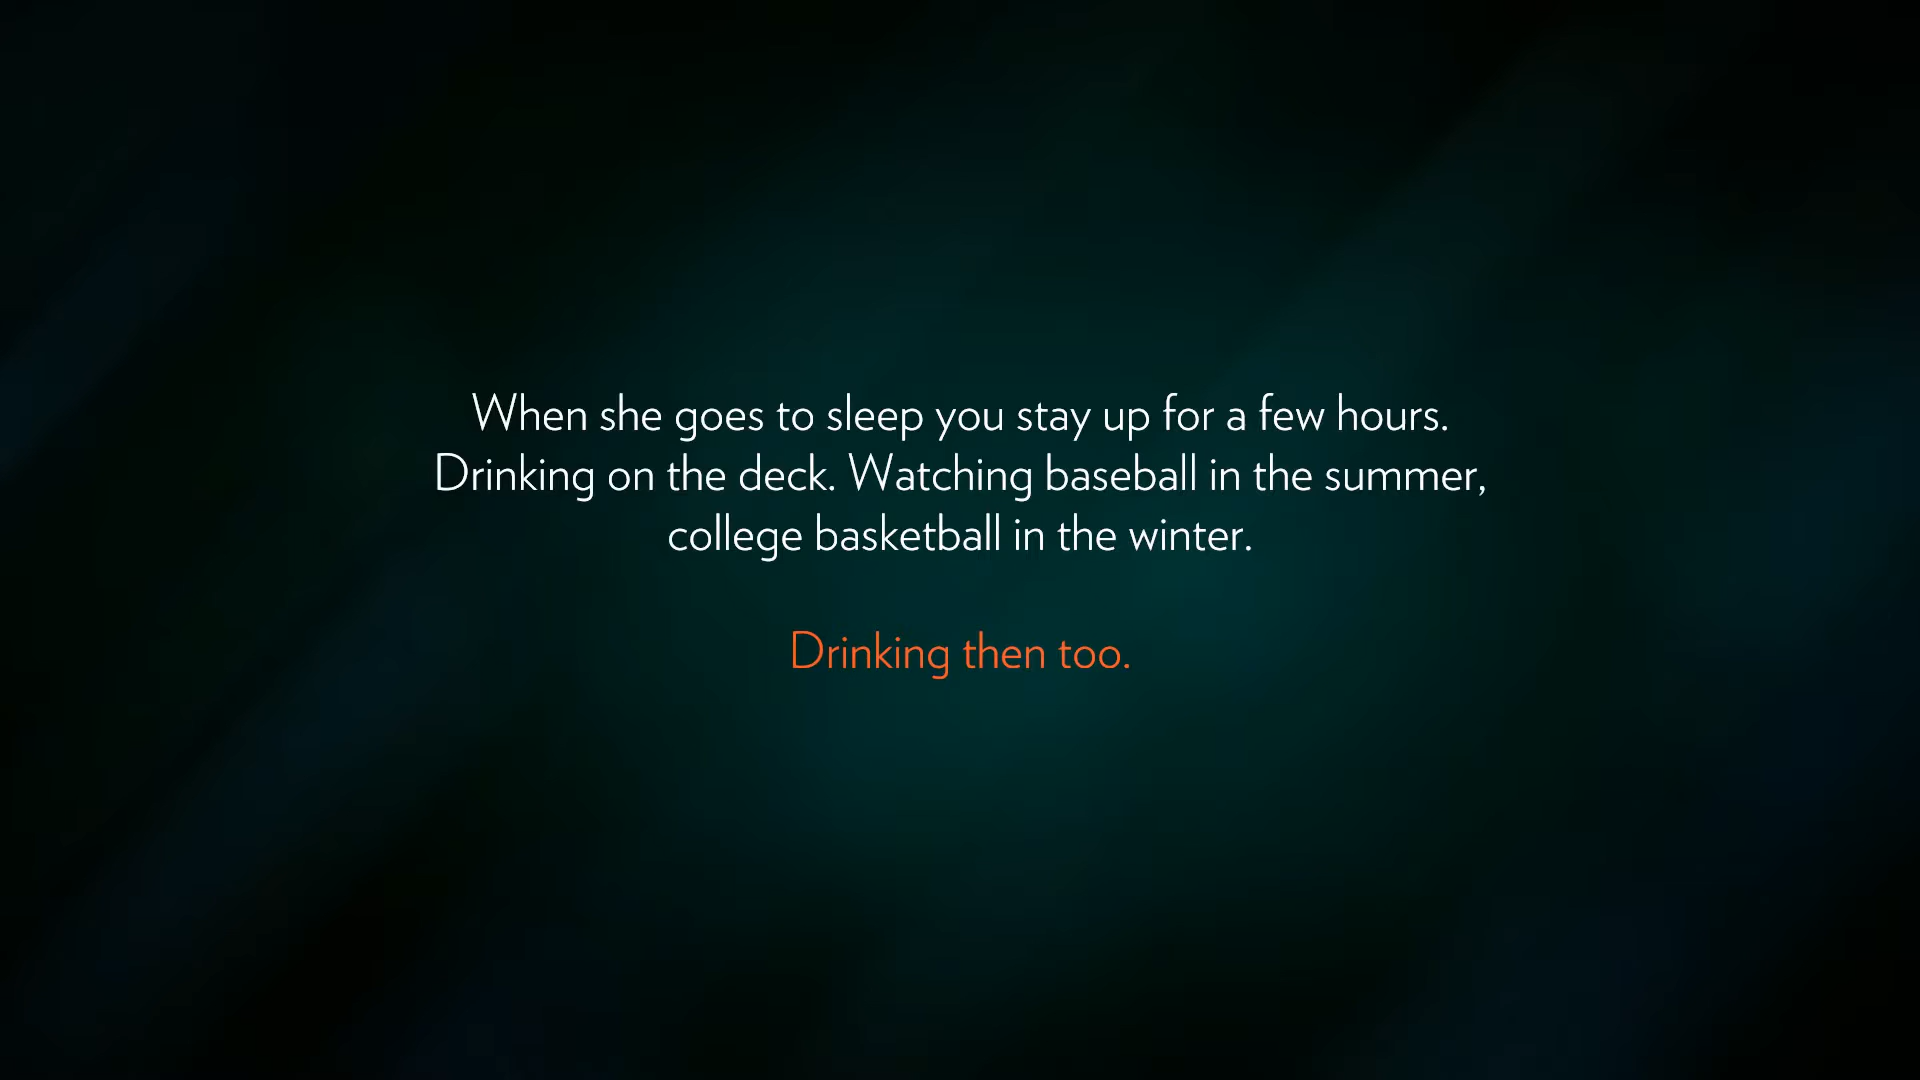 When she goes to sleep you stay up for a few hours.
Drinking on the deck. Watching baseball in the summer,
college basketball in the winter.
Drinking then too.